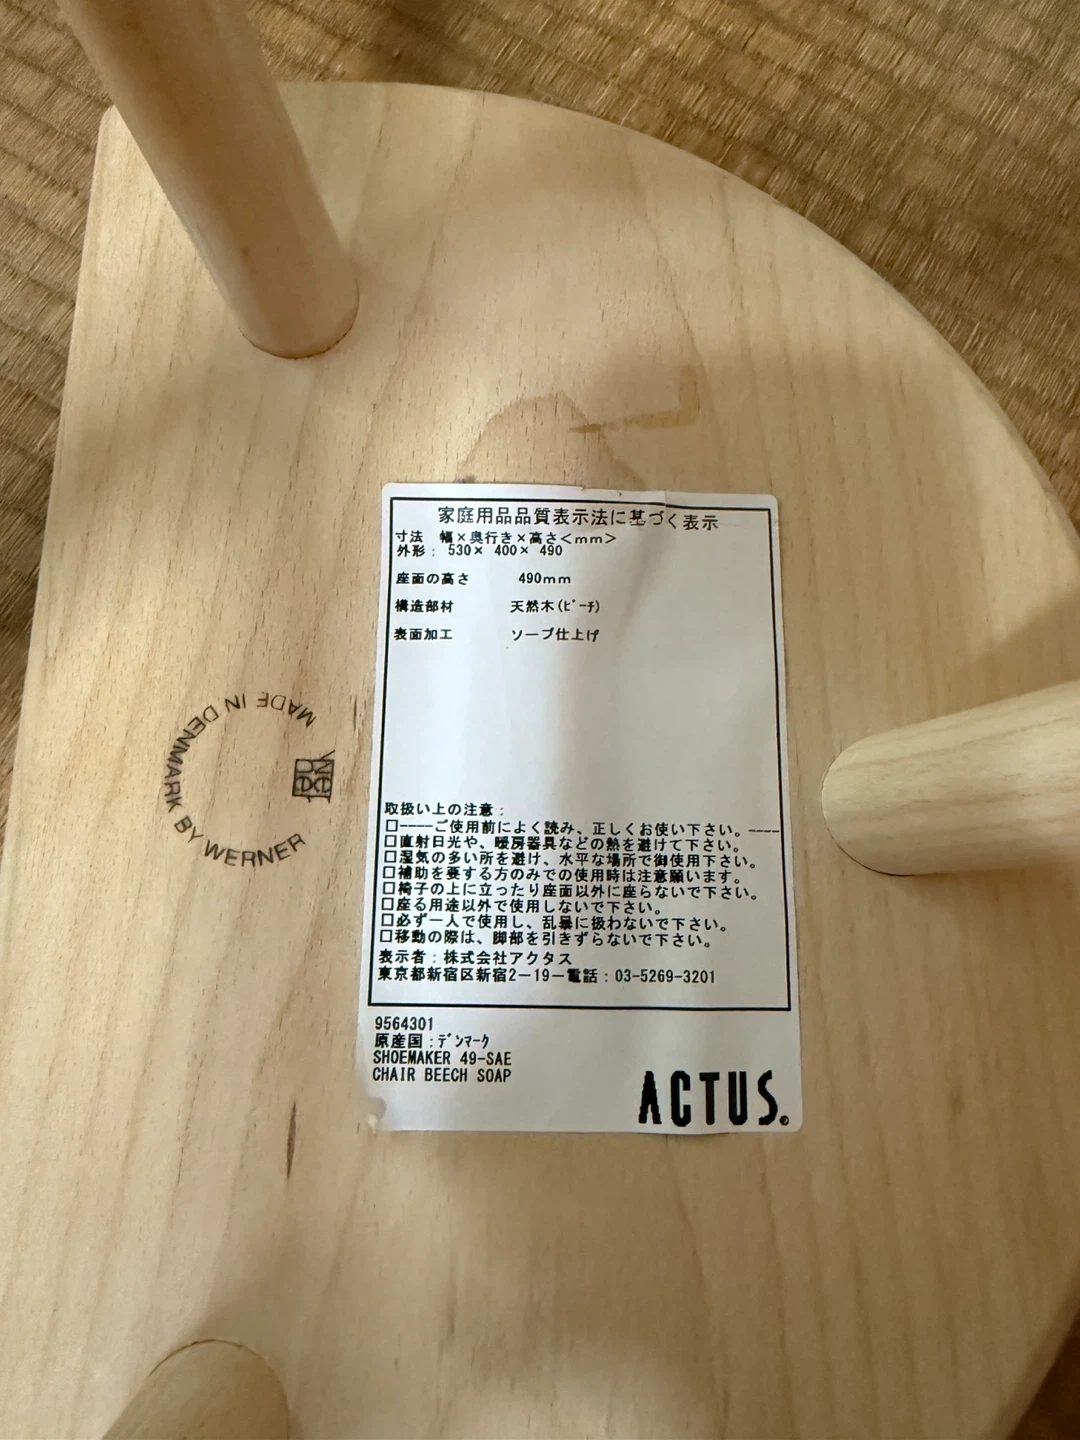 家庭用品品質表示法に基づく表示
寸法 幅×奥行き×高さ<mm>
外形: 530× 400× 490
座面の高さ 490mm
構造部材 天然木(ビーチ)
表面加工 ソープ仕上げ
取扱い上の注意:
□----ご使用前によく読み、正しくお使い下さい。----
□直射日光や、暖房器具などの熱を避けて下さい。
□湿気の多い所を避け、水平な場所で御使用下さい。
□補助を要する方のみでの使用時は注意願います。
□椅子の上に立ったり座面以外に座らないで下さい。
□座る用途以外で使用しないで下さい。
□必ず一人で使用し、乱暴に扱わないで下さい。
□移動の際は、脚部を引きずらないで下さい。
表示者:株式会社アクタス
東京都新宿区新宿2-19-電話:03-5269-3201
9564301
原産国:デンマーク
SHOEMAKER 49-SAE
CHAIR BEECH SOAP
ACTUS®
MADE IN DENMARK BY WERNER
Werner